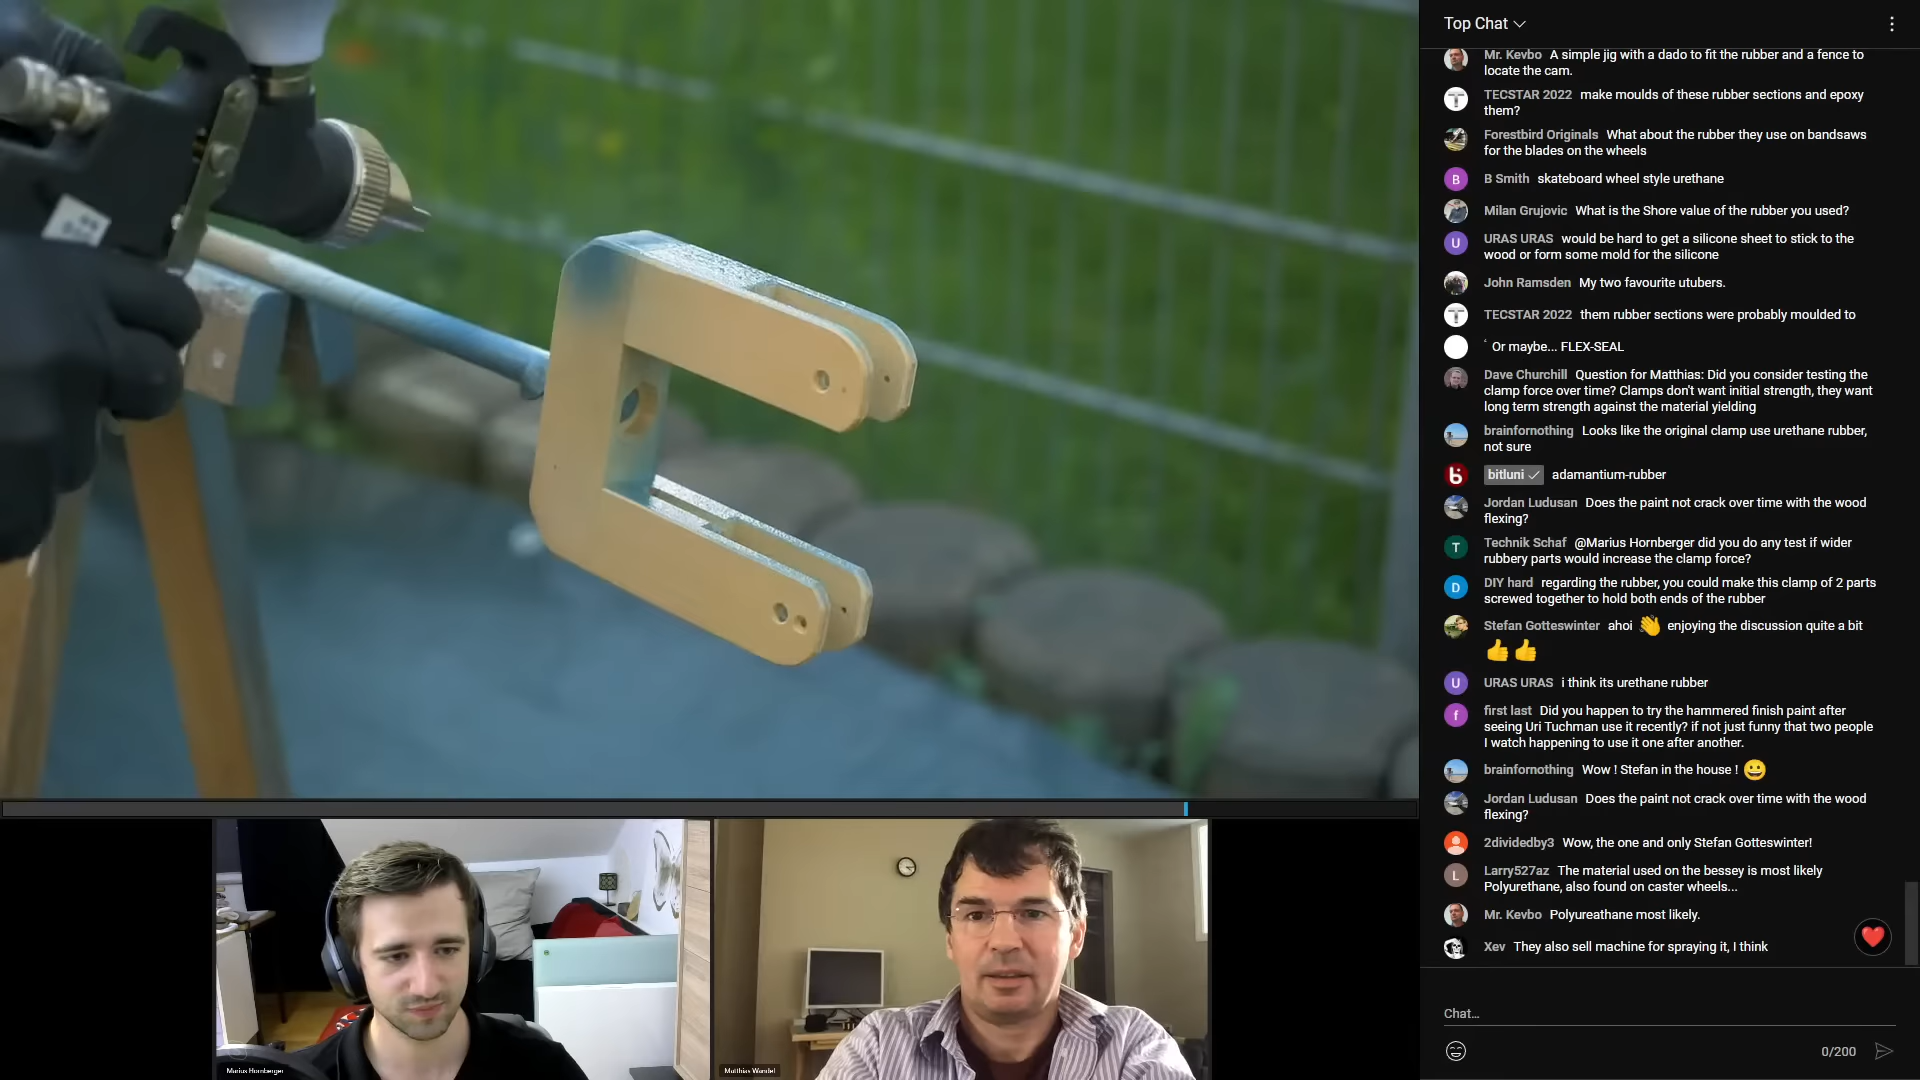 Top Chat
Mr. Kevbo A simple jig with a dado to fit the rubber and a fence to
locate the cam.
TECSTAR 2022 make moulds of these rubber sections and epoxy
them?
Forestbird Originals What about the rubber they use on bandsaws
for the blades on the wheels
B B Smith skateboard wheel style urethane
Milan Grujovic What is the Shore value of the rubber you used?
U URAS URAS would be hard to get a silicone sheet to stick to the
wood or form some mold for the silicone
John Ramsden My two favourite utubers.
TECSTAR 2022 them rubber sections were probably moulded to
Or maybe... FLEX-SEAL
Dave Churchill Question for Matthias: Did you consider testing the
clamp force over time? Clamps don't want initial strength, they want
long term strength against the material yielding
brainfornothing Looks like the original clamp use urethane rubber,
not sure
bitluni adamantium-rubber
Jordan Ludusan Does the paint not crack over time with the wood
flexing?
T Technik Schaf @Marius Hornberger did you do any test if wider
rubbery parts would increase the clamp force?
D DIY hard regarding the rubber, you could make this clamp of 2 parts
screwed together to hold both ends of the rubber
Stefan Gotteswinter ahoi 👋 enjoying the discussion quite a bit
👍👍
U URAS URAS i think its urethane rubber
f first last Did you happen to try the hammered finish paint after
seeing Uri Tuchman use it recently? if not just funny that two people
I watch happening to use it one after another.
brainfornothing Wow ! Stefan in the house ! 😀
Jordan Ludusan Does the paint not crack over time with the wood
flexing?
2dividedby3 Wow, the one and only Stefan Gotteswinter!
L Larry527az The material used on the bessey is most likely
Polyurethane, also found on caster wheels...
Mr. Kevbo Polyureathane most likely.
Xev They also sell machine for spraying it, I think
Chat...
0/200
Marius Hornberger
Matthias Wandel